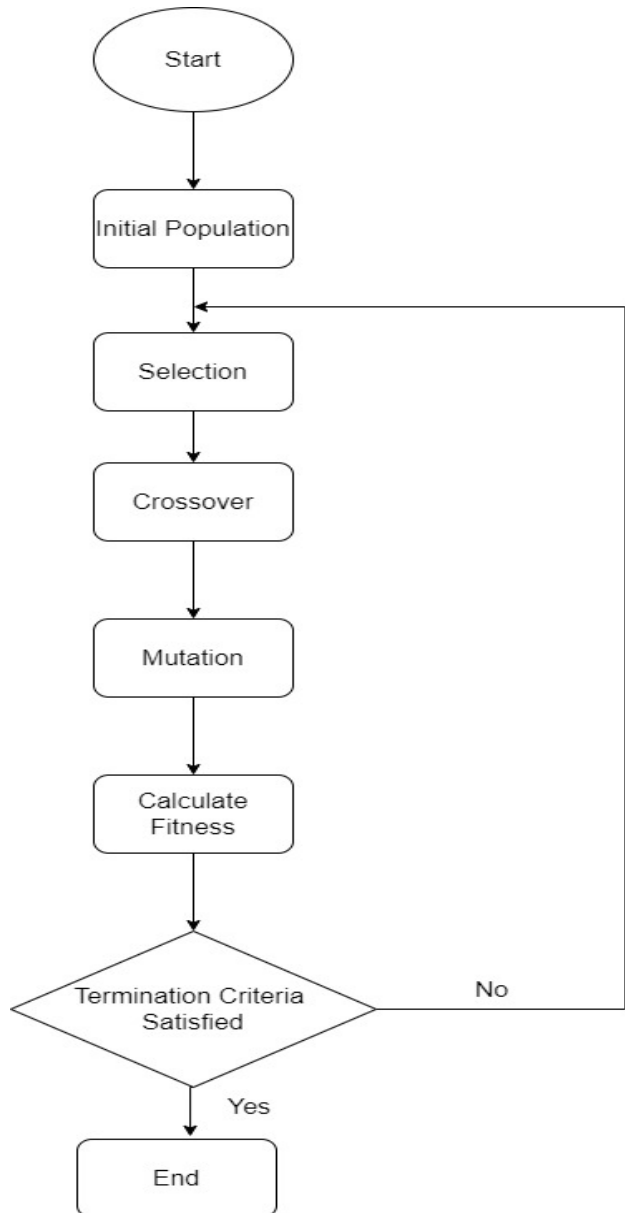 Start
Initial Population
Selection
Crossover
Mutation
Calculate
Fitness
Termination Criteria
Satisfied
No
Yes
End